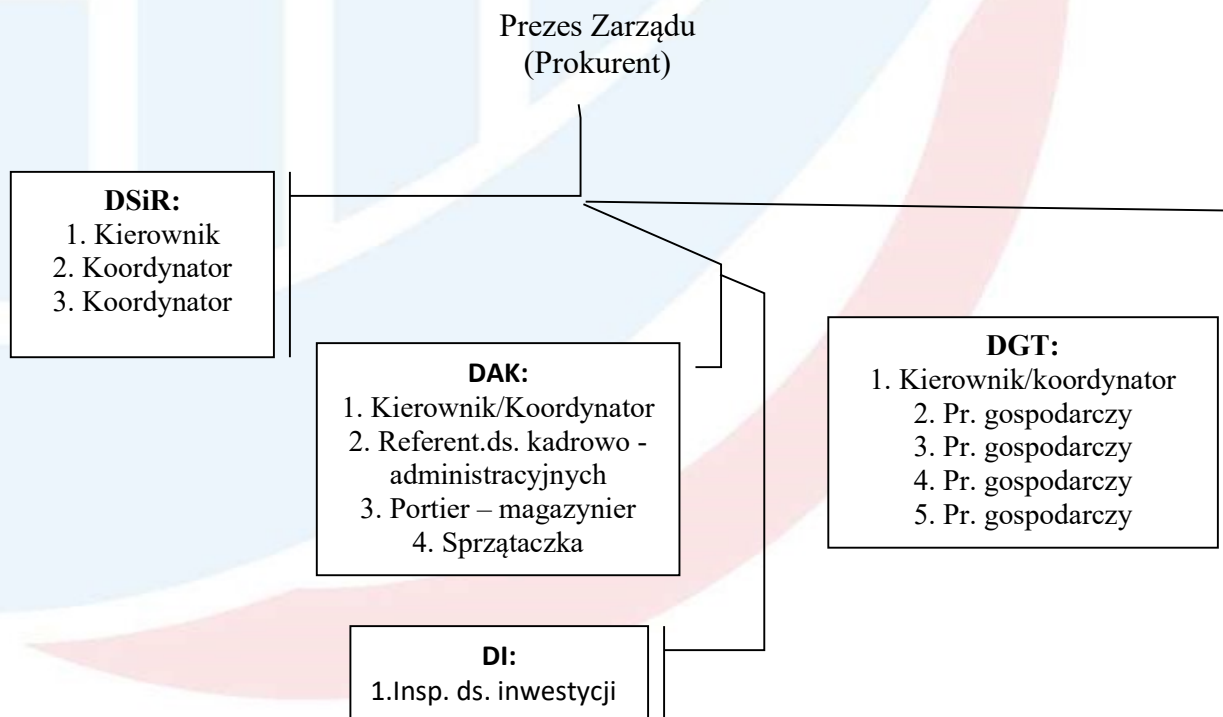 Prezes Zarządu
(Prokurent)
DSiR:
1. Kierownik
2. Koordynator
3. Koordynator
DAK:
1. Kierownik/Koordynator
2. Referent.ds. kadrowo -
administracyjnych
3. Portier – magazynier
4. Sprzątaczka
DGT:
1. Kierownik/koordynator
2. Pr. gospodarczy
3. Pr. gospodarczy
4. Pr. gospodarczy
5. Pr. gospodarczy
DI:
1.Insp. ds. inwestycji